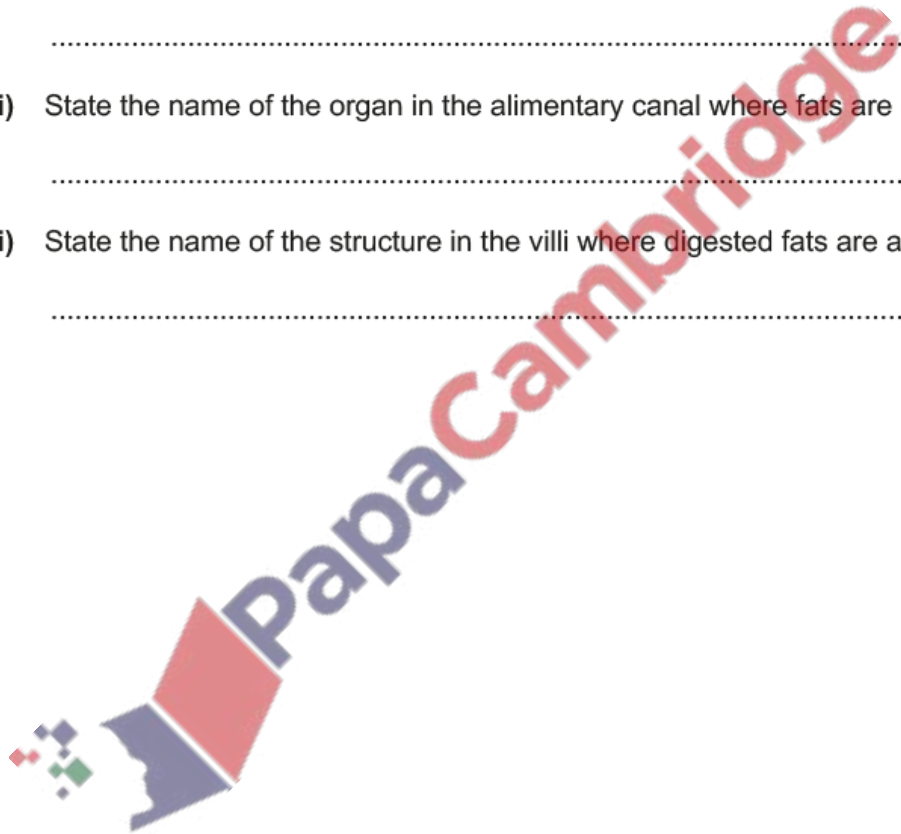 i) State the name of the organ in the alimentary canal where fats are
i) State the name of the structure in the villi where digested fats are a
PapaCambridge